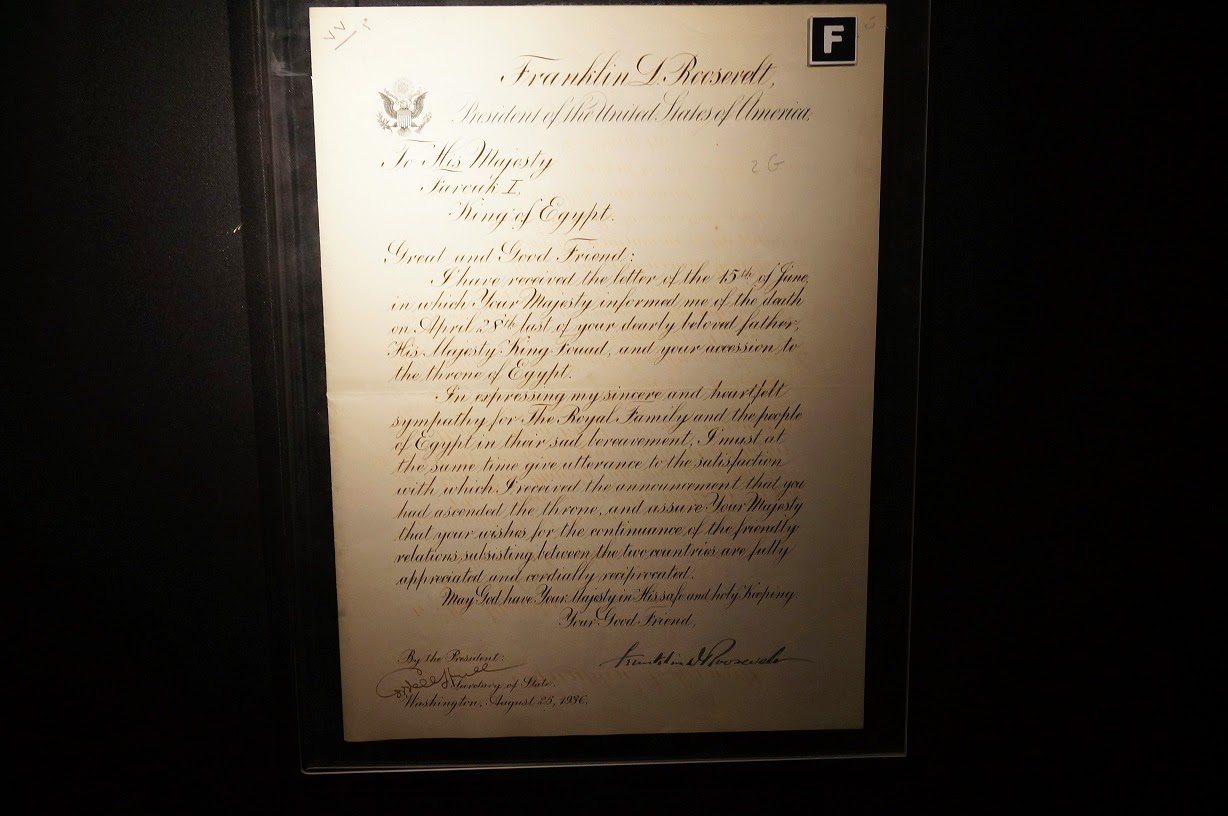 F
Franklin D. Roosevelt,
President of the United States of America,
To His Majesty
Farouk I,
King of Egypt.
2 G
Great and Good Friend:
I have received the letter of the 15th of June,
in which Your Majesty informed me of the death
on April 28th last of your dearly beloved father,
His Majesty King Fouad, and your accession to
the throne of Egypt.
In expressing my sincere and heartfelt
sympathy for The Royal Family and the people
of Egypt in their sad bereavement, I must at
the same time give utterance to the satisfaction
with which I received the announcement that you
had ascended the throne, and assure Your Majesty
that your wishes for the continuance of the friendly
relations subsisting between the two countries are fully
appreciated and cordially reciprocated.
May God have Your Majesty in His safe and holy Keeping.
Your Good Friend,
Franklin D Roosevelt
By the President:
Cordell Hull
Secretary of State.
Washington, August 25, 1936.